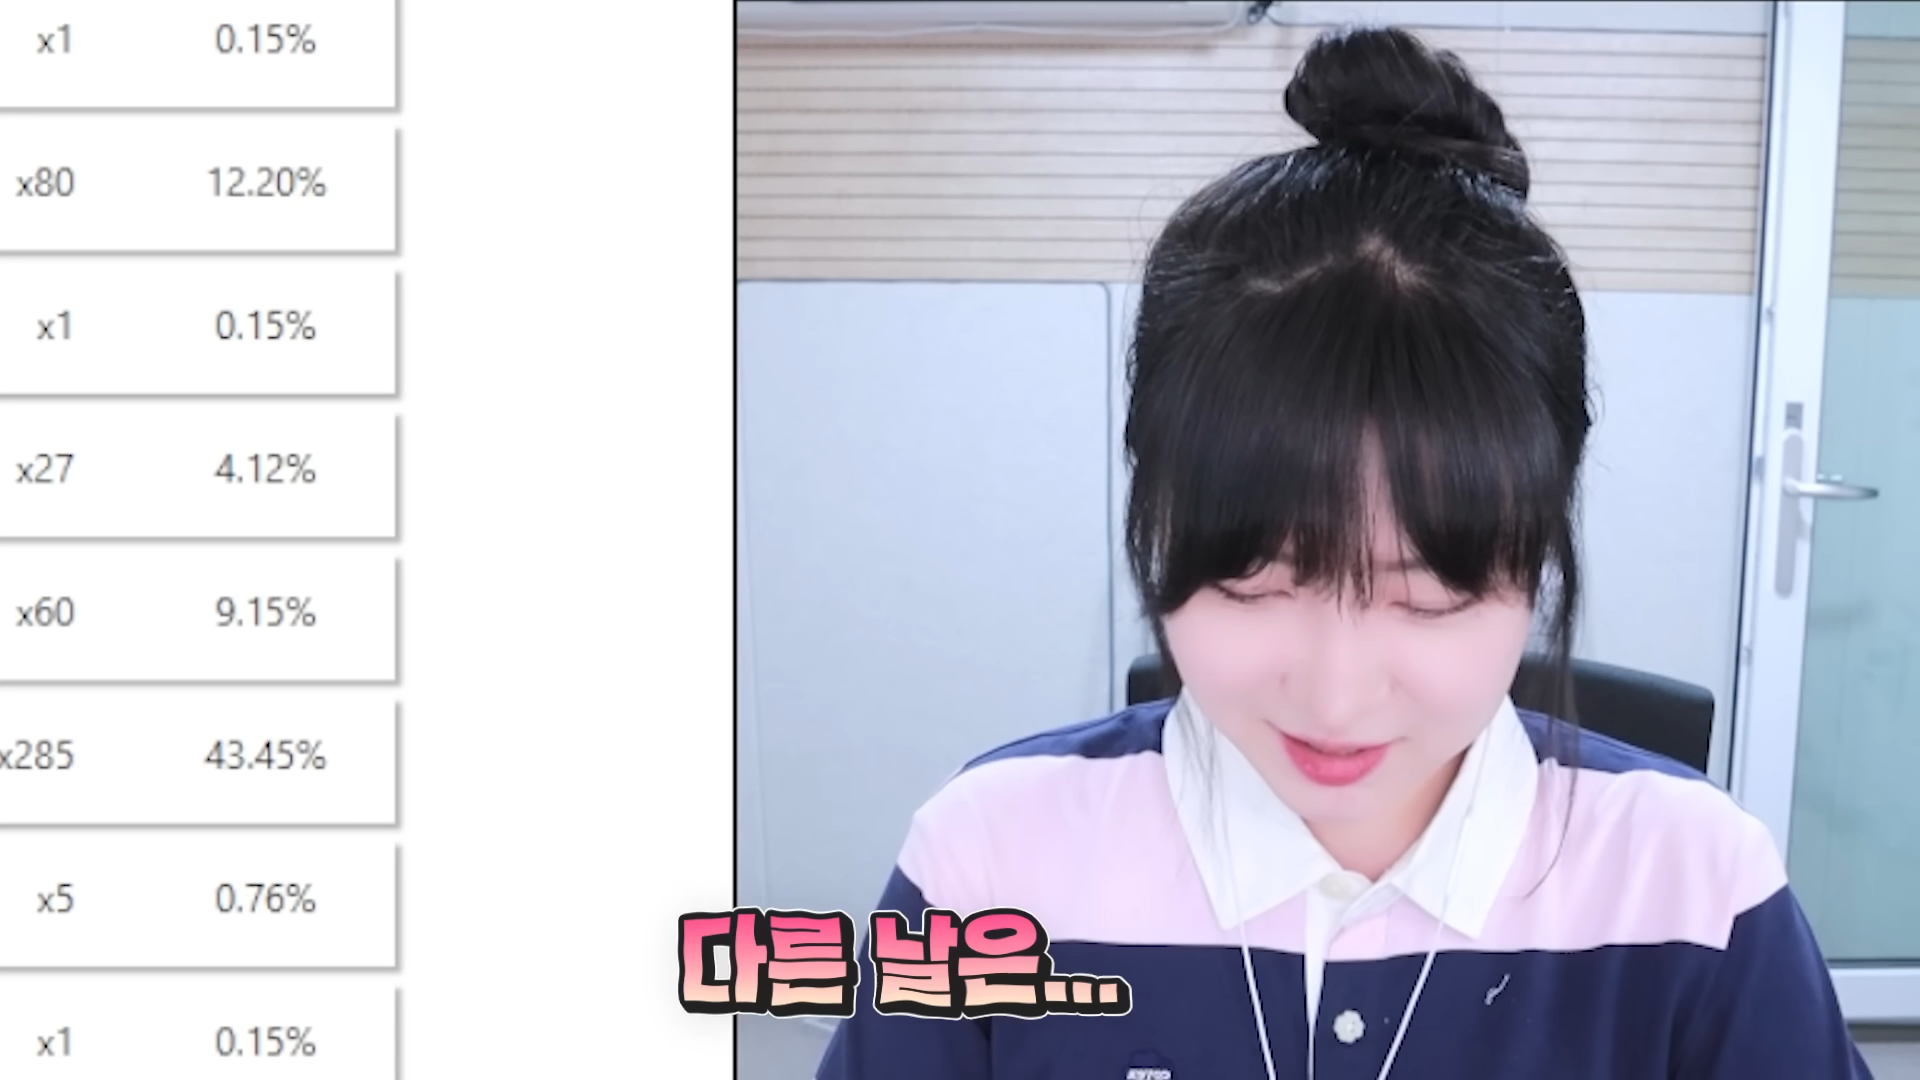 x1 0.15%
x80 12.20%
x1 0.15%
x27 4.12%
x60 9.15%
x285 43.45%
x5 0.76%
x1 0.15%
다른 날은...